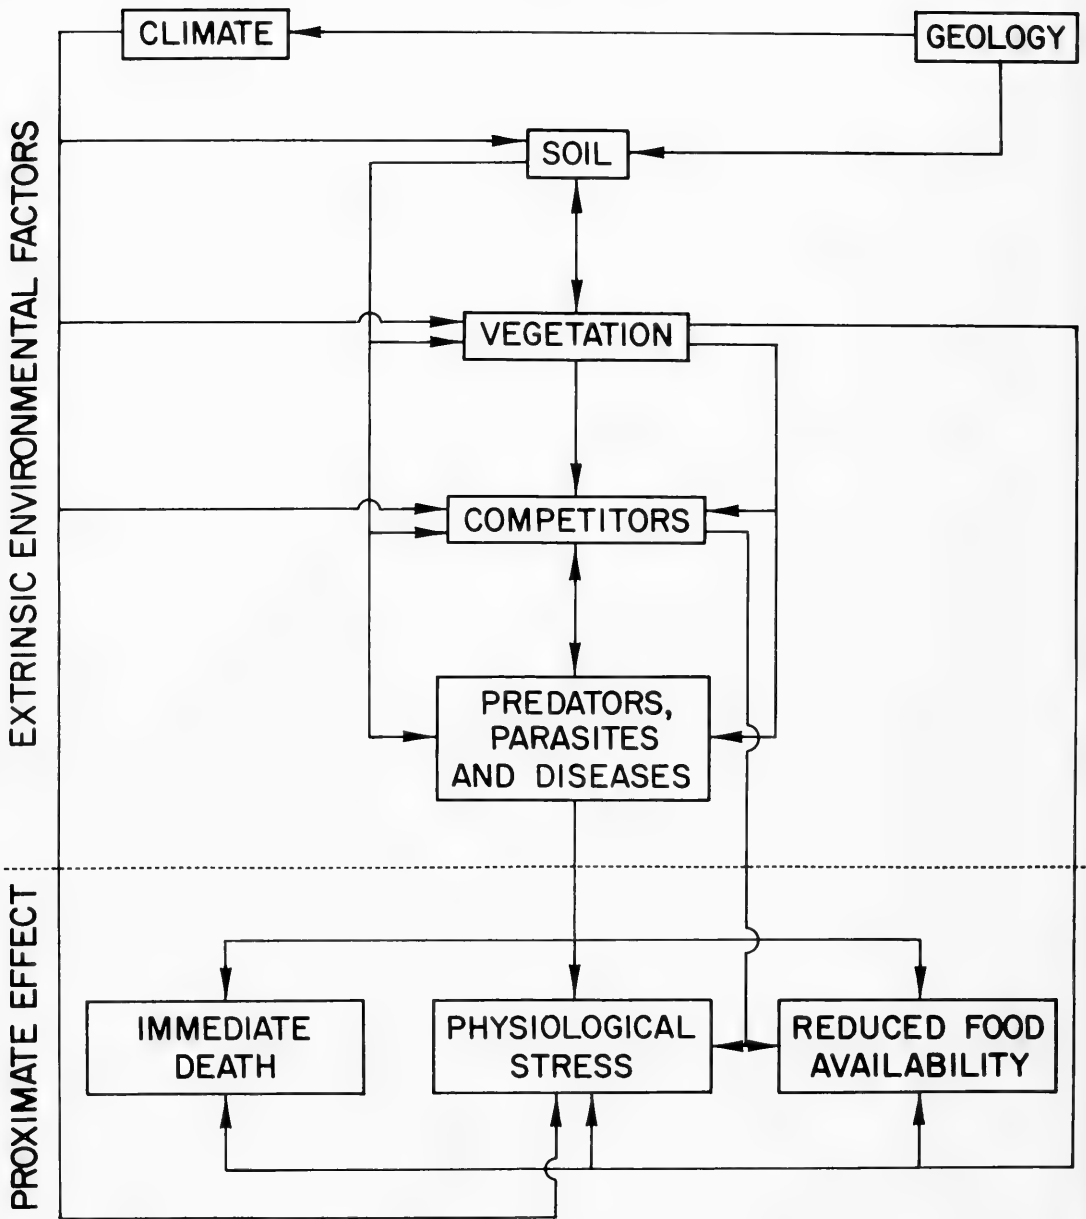 CLIMATE
GEOLOGY
EXTRINSIC ENVIRONMENTAL FACTORS
SOIL
VEGETATION
COMPETITORS
PREDATORS,
PARASITES
AND DISEASES
PROXIMATE EFFECT
IMMEDIATE
DEATH
PHYSIOLOGICAL
STRESS
REDUCED FOOD
AVAILABILITY